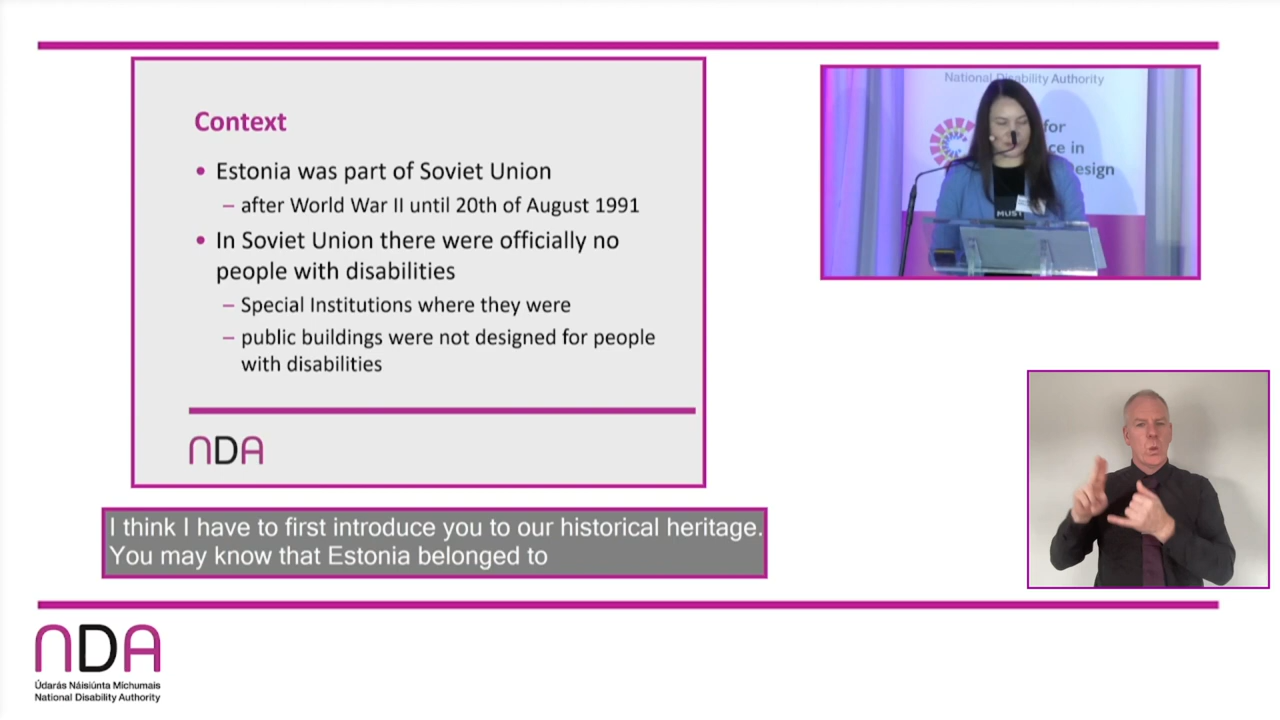 Context
• Estonia was part of Soviet Union
– after World War II until 20th of August 1991
• In Soviet Union there were officially no
people with disabilities
– Special Institutions where they were
– public buildings were not designed for people
with disabilities
NDA
National Disability Authority
for
ce in
esign
MUST
I think I have to first introduce you to our historical heritage.
You may know that Estonia belonged to
NDA
Údarás Náisiúnta Míchumais
National Disability Authority